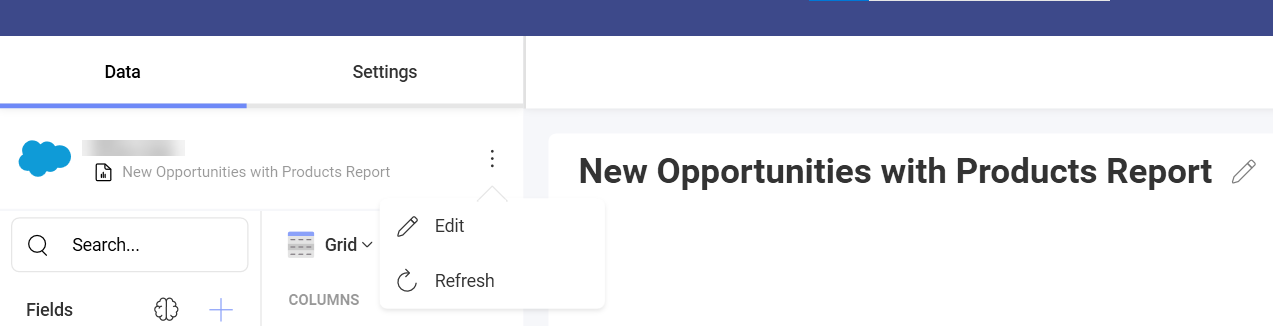 Data
Settings
New Opportunities with Products Report
New Opportunities with Products Report
Edit
Search...
Grid
Refresh
COLUMNS
Fields